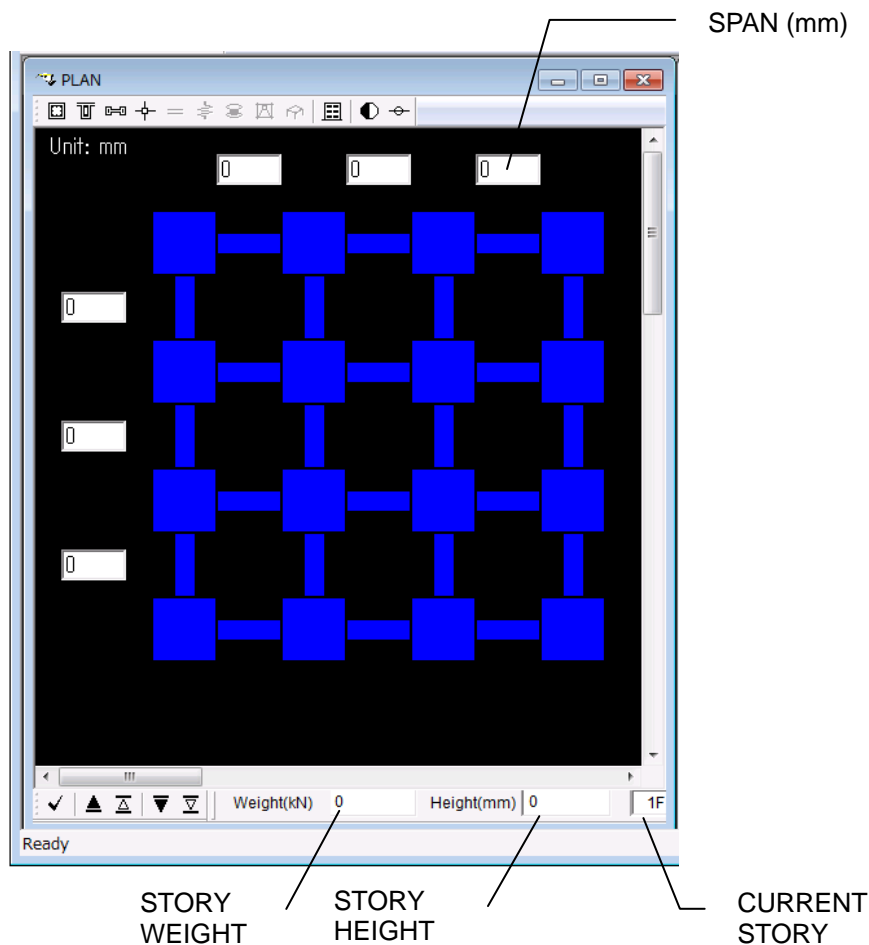 SPAN (mm)
PLAN
Unit: mm
0 0 0
0
0
0
Weight(kN) 0 Height(mm) 0 1F
Ready
STORY WEIGHT
STORY HEIGHT
CURRENT STORY